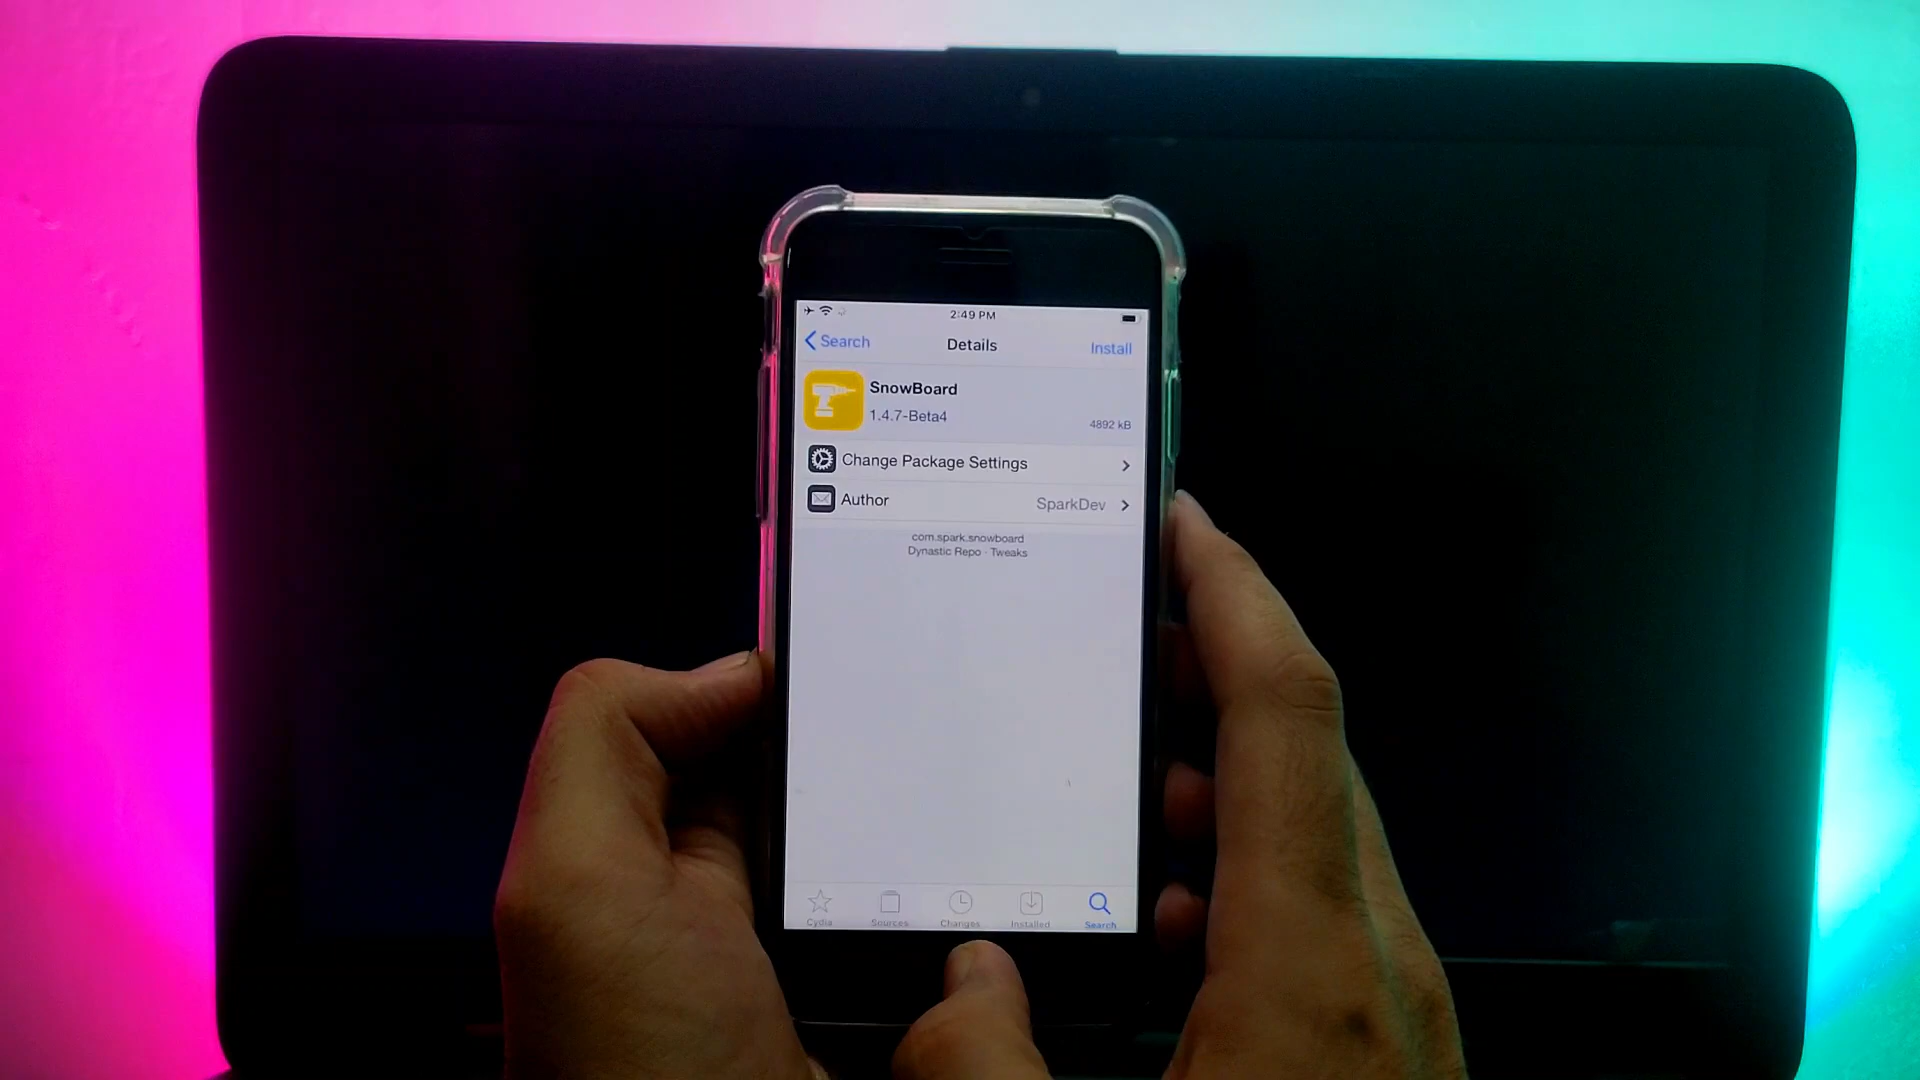 2:49 PM
Search
Details
Install
SnowBoard
1.4.7-Beta4
4892 kB
Change Package Settings
Author
SparkDev
com.spark.snowboard
Dynastic Repo · Tweaks
Cydia
Sources
Changes
Installed
Search